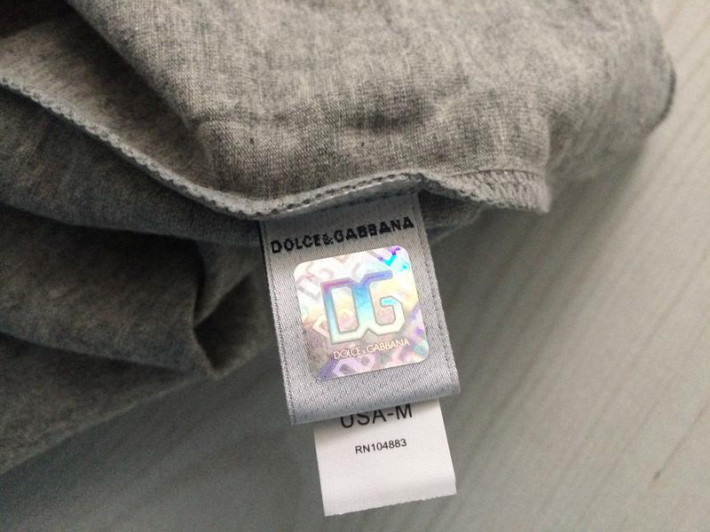 DOLCE&GABBANA
DG
DOLCE & GABBANA
USA-M
RN104883